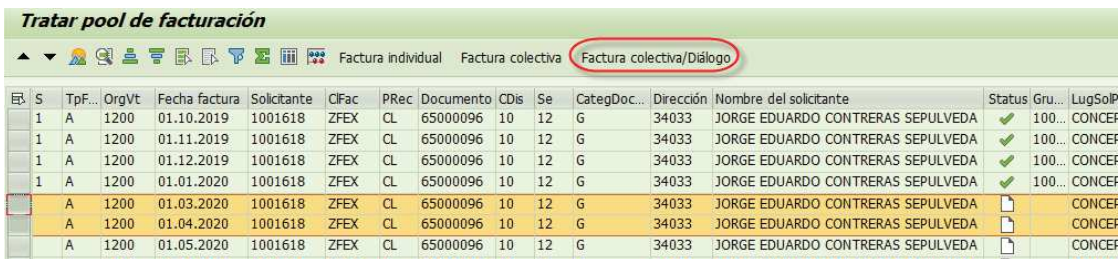 Tratar pool de facturación
Factura individual Factura colectiva Factura colectiva/Diálogo
S TpF... OrgVt Fecha factura Solicitante ClFac PRec Documento CDis Se CategDoc... Dirección Nombre del solicitante Status Gru... LugSolP
1 A 1200 01.10.2019 1001618 ZFEX CL 65000096 10 12 G 34033 JORGE EDUARDO CONTRERAS SEPULVEDA 100... CONCEP
1 A 1200 01.11.2019 1001618 ZFEX CL 65000096 10 12 G 34033 JORGE EDUARDO CONTRERAS SEPULVEDA 100... CONCEP
1 A 1200 01.12.2019 1001618 ZFEX CL 65000096 10 12 G 34033 JORGE EDUARDO CONTRERAS SEPULVEDA 100... CONCEP
1 A 1200 01.01.2020 1001618 ZFEX CL 65000096 10 12 G 34033 JORGE EDUARDO CONTRERAS SEPULVEDA 100... CONCEP
A 1200 01.03.2020 1001618 ZFEX CL 65000096 10 12 G 34033 JORGE EDUARDO CONTRERAS SEPULVEDA CONCEP
A 1200 01.04.2020 1001618 ZFEX CL 65000096 10 12 G 34033 JORGE EDUARDO CONTRERAS SEPULVEDA CONCEP
A 1200 01.05.2020 1001618 ZFEX CL 65000096 10 12 G 34033 JORGE EDUARDO CONTRERAS SEPULVEDA CONCEP